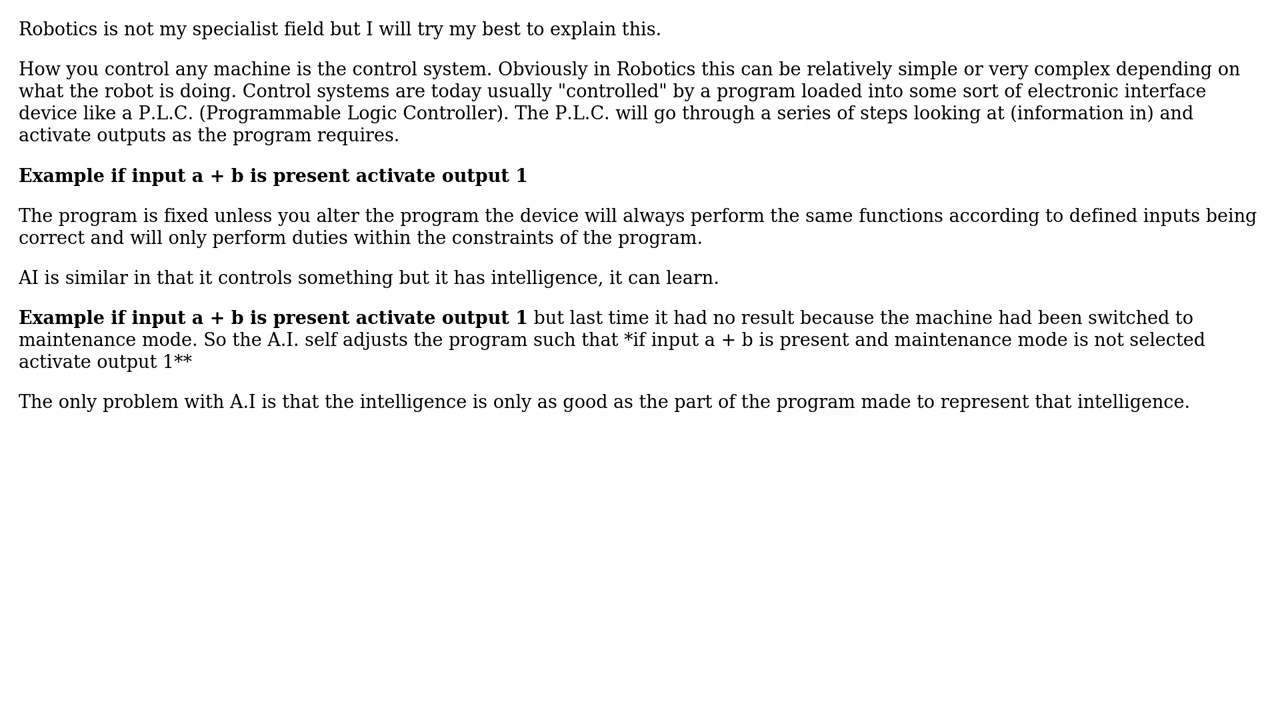 Robotics is not my specialist field but I will try my best to explain this.
How you control any machine is the control system. Obviously in Robotics this can be relatively simple or very complex depending on
what the robot is doing. Control systems are today usually "controlled" by a program loaded into some sort of electronic interface
device like a P.L.C. (Programmable Logic Controller). The P.L.C. will go through a series of steps looking at (information in) and
activate outputs as the program requires.
Example if input a + b is present activate output 1
The program is fixed unless you alter the program the device will always perform the same functions according to defined inputs being
correct and will only perform duties within the constraints of the program.
AI is similar in that it controls something but it has intelligence, it can learn.
Example if input a + b is present activate output 1 but last time it had no result because the machine had been switched to
maintenance mode. So the A.I. self adjusts the program such that *if input a + b is present and maintenance mode is not selected
activate output 1**
The only problem with A.I is that the intelligence is only as good as the part of the program made to represent that intelligence.